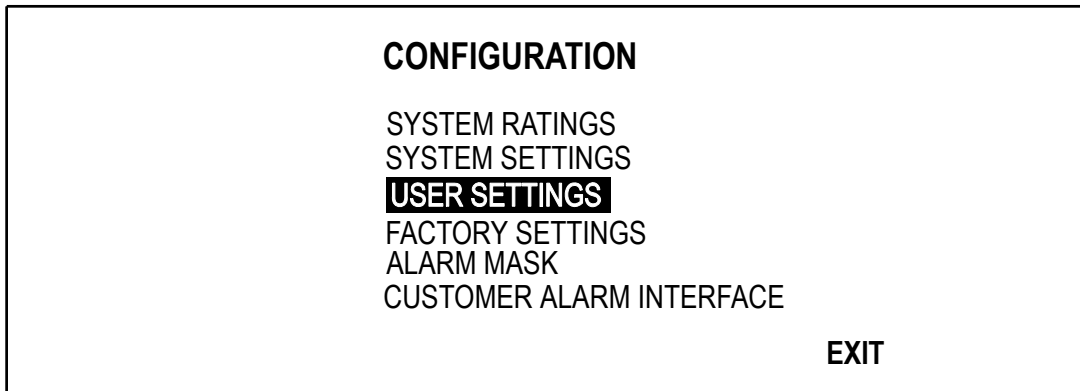 CONFIGURATION
SYSTEM RATINGS
SYSTEM SETTINGS
USER SETTINGS
FACTORY SETTINGS
ALARM MASK
CUSTOMER ALARM INTERFACE
EXIT